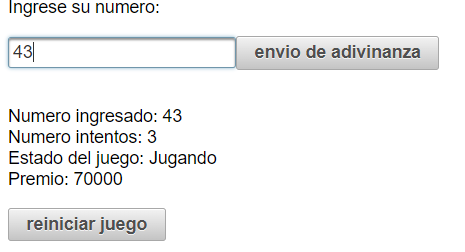 Ingrese su numero:
43
envio de adivinanza
Numero ingresado: 43
Numero intentos: 3
Estado del juego: Jugando
Premio: 70000
reiniciar juego